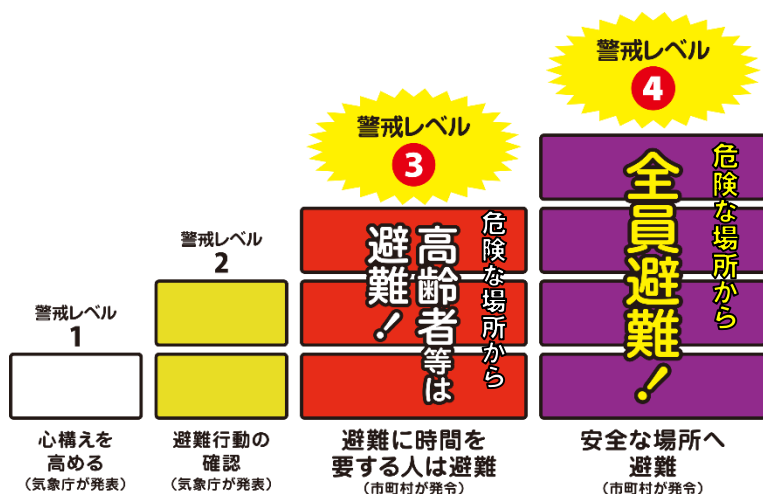 警戒レベル
1
心構えを
高める
(気象庁が発表)
警戒レベル
2
避難行動の
確認
(気象庁が発表)
警戒レベル
3
危険な場所から
高齢者等は
避難!
避難に時間を
要する人は避難
(市町村が発令)
警戒レベル
4
危険な場所から
全員避難!
安全な場所へ
避難
(市町村が発令)